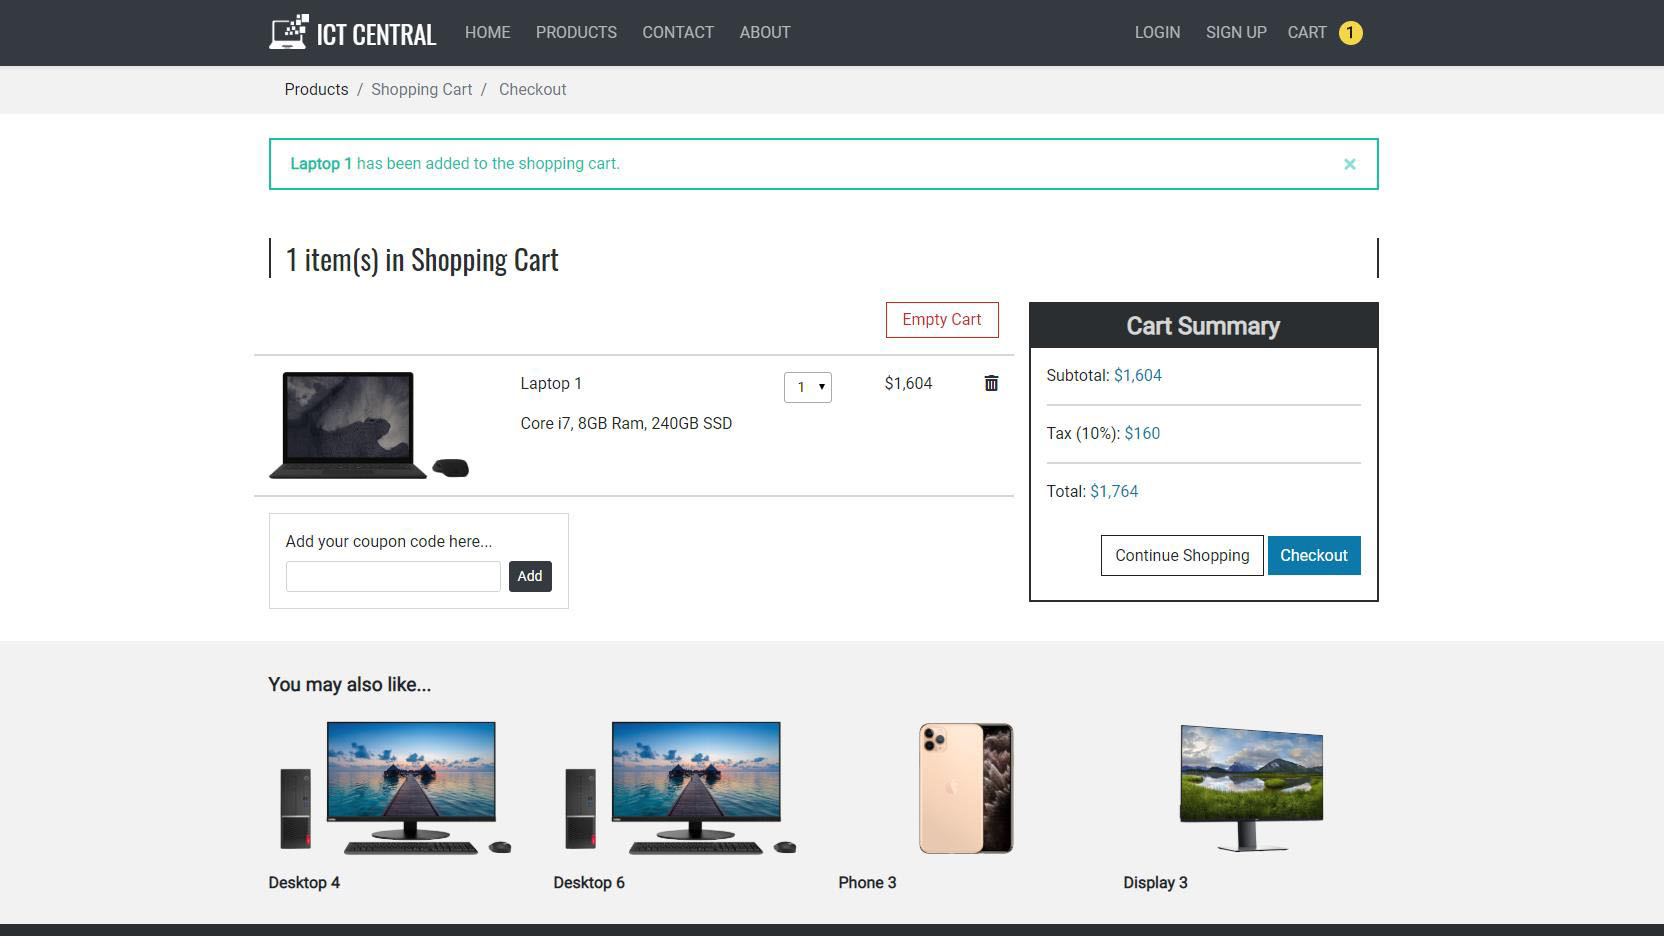 ICT CENTRAL HOME PRODUCTS CONTACT ABOUT LOGIN SIGN UP CART 1
Products / Shopping Cart / Checkout
Laptop 1 has been added to the shopping cart. ×
1 item(s) in Shopping Cart
Empty Cart
Laptop 1 1 $1,604
Core i7, 8GB Ram, 240GB SSD
Add your coupon code here...
Add
Cart Summary
Subtotal: $1,604
Tax (10%): $160
Total: $1,764
Continue Shopping Checkout
You may also like...
Desktop 4 Desktop 6 Phone 3 Display 3